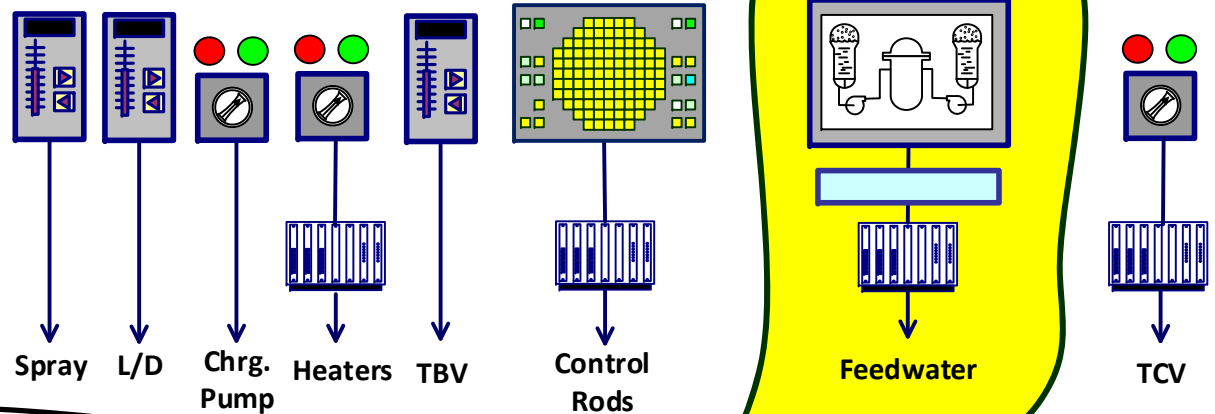 Spray
L/D
Chrg.
Pump
Heaters
TBV
Control
Rods
Feedwater
TCV